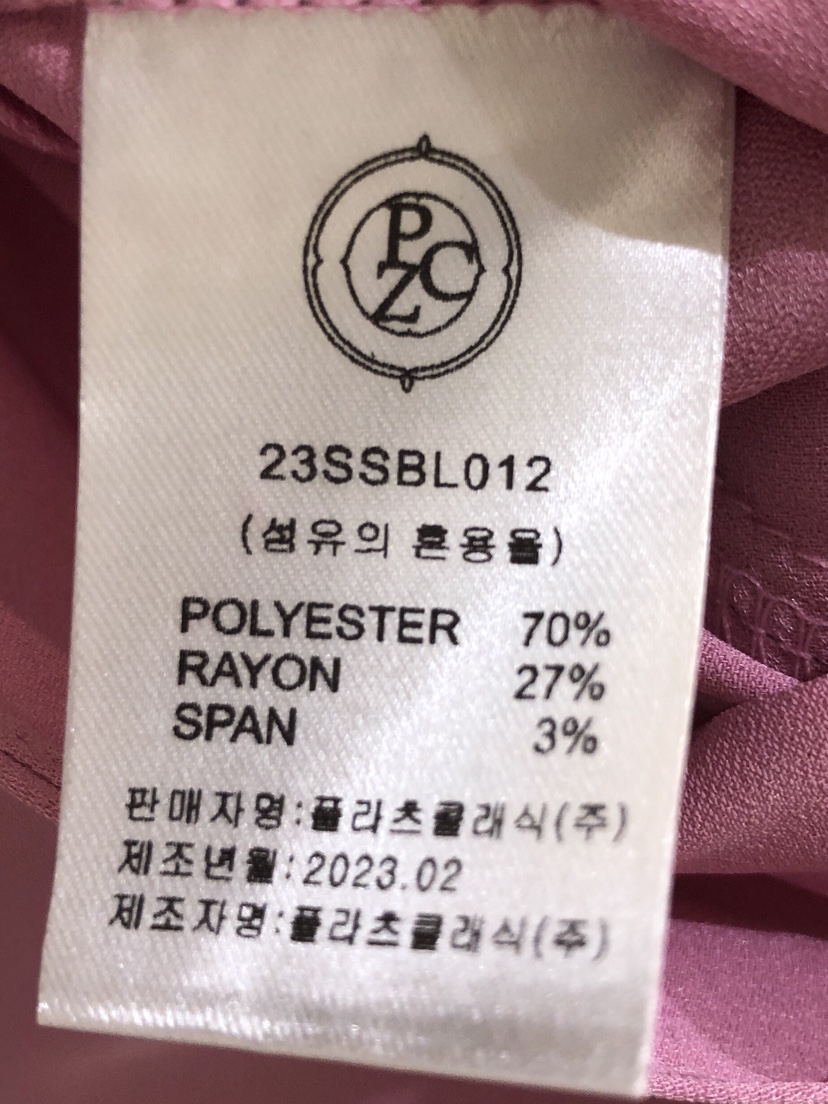 PZC
23SSBL012
(섬유의 혼용율)
POLYESTER 70%
RAYON 27%
SPAN 3%
판매자명:플라츠클래식(주)
제조년월:2023.02
제조자명:플라츠클래식(주)